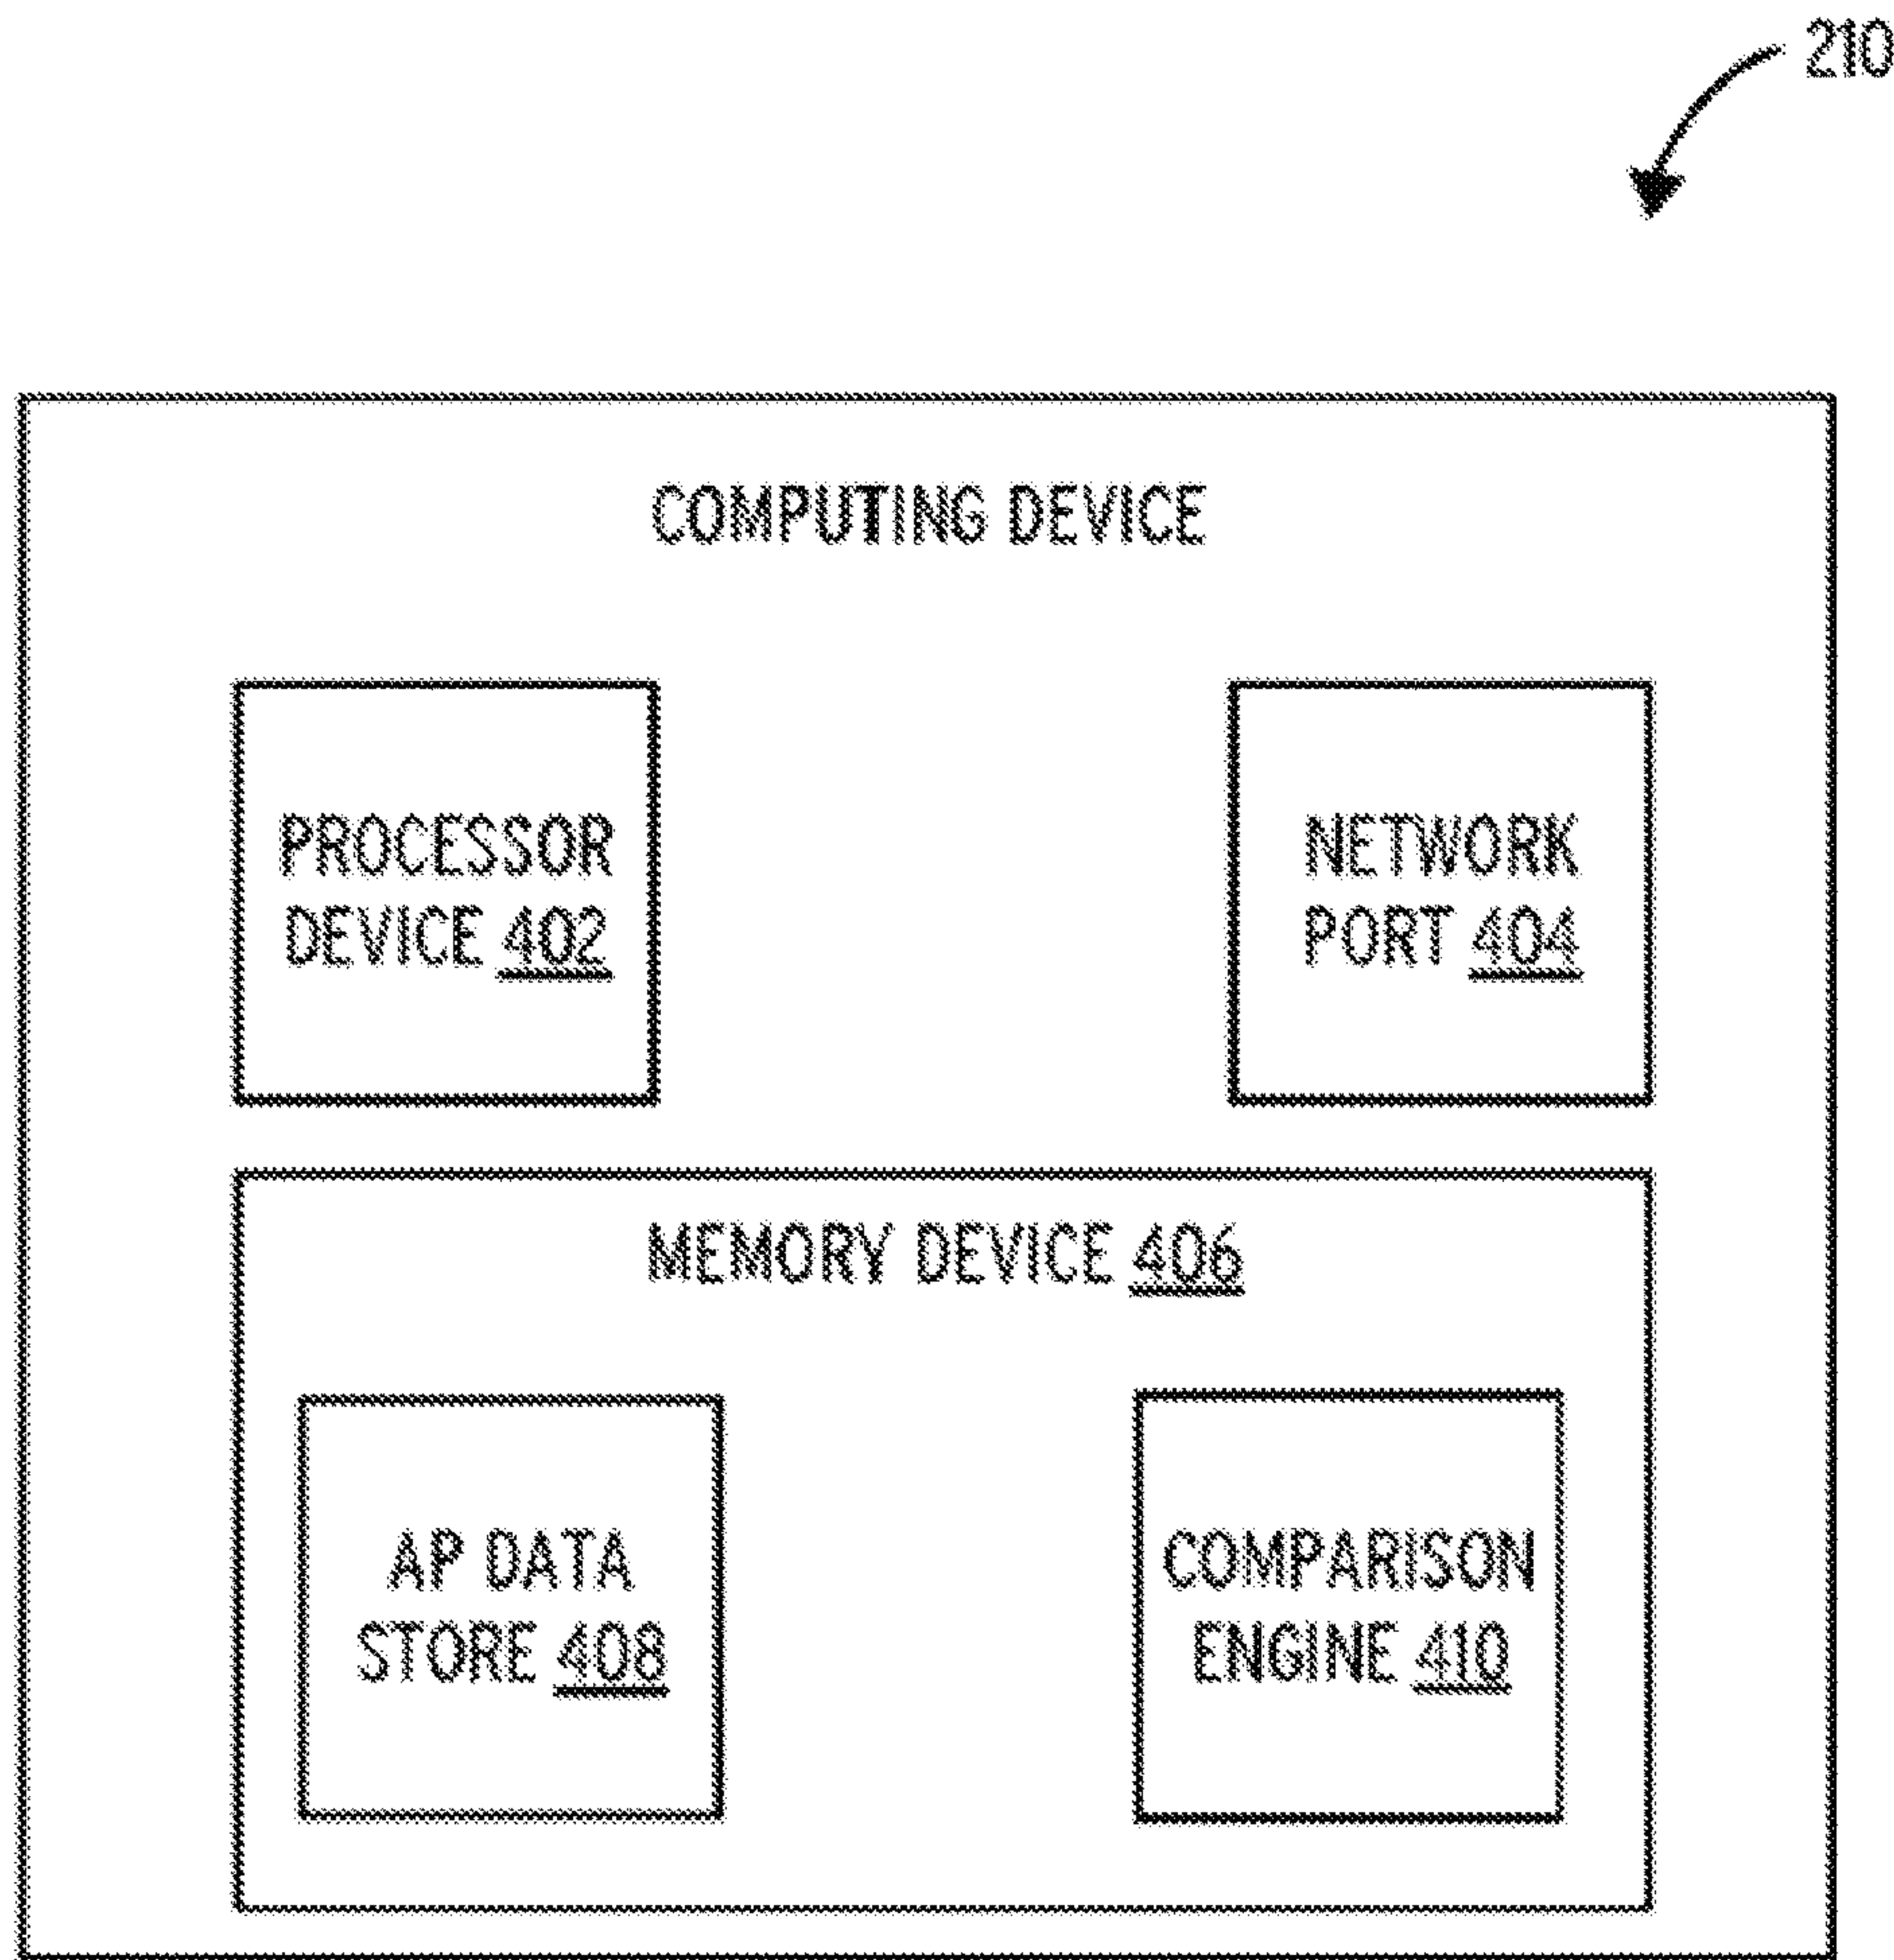 210
COMPUTING DEVICE
PROCESSOR
DEVICE 402
NETWORK
PORT 404
MEMORY DEVICE 406
AP DATA
STORE 408
COMPARISON
ENGINE 410